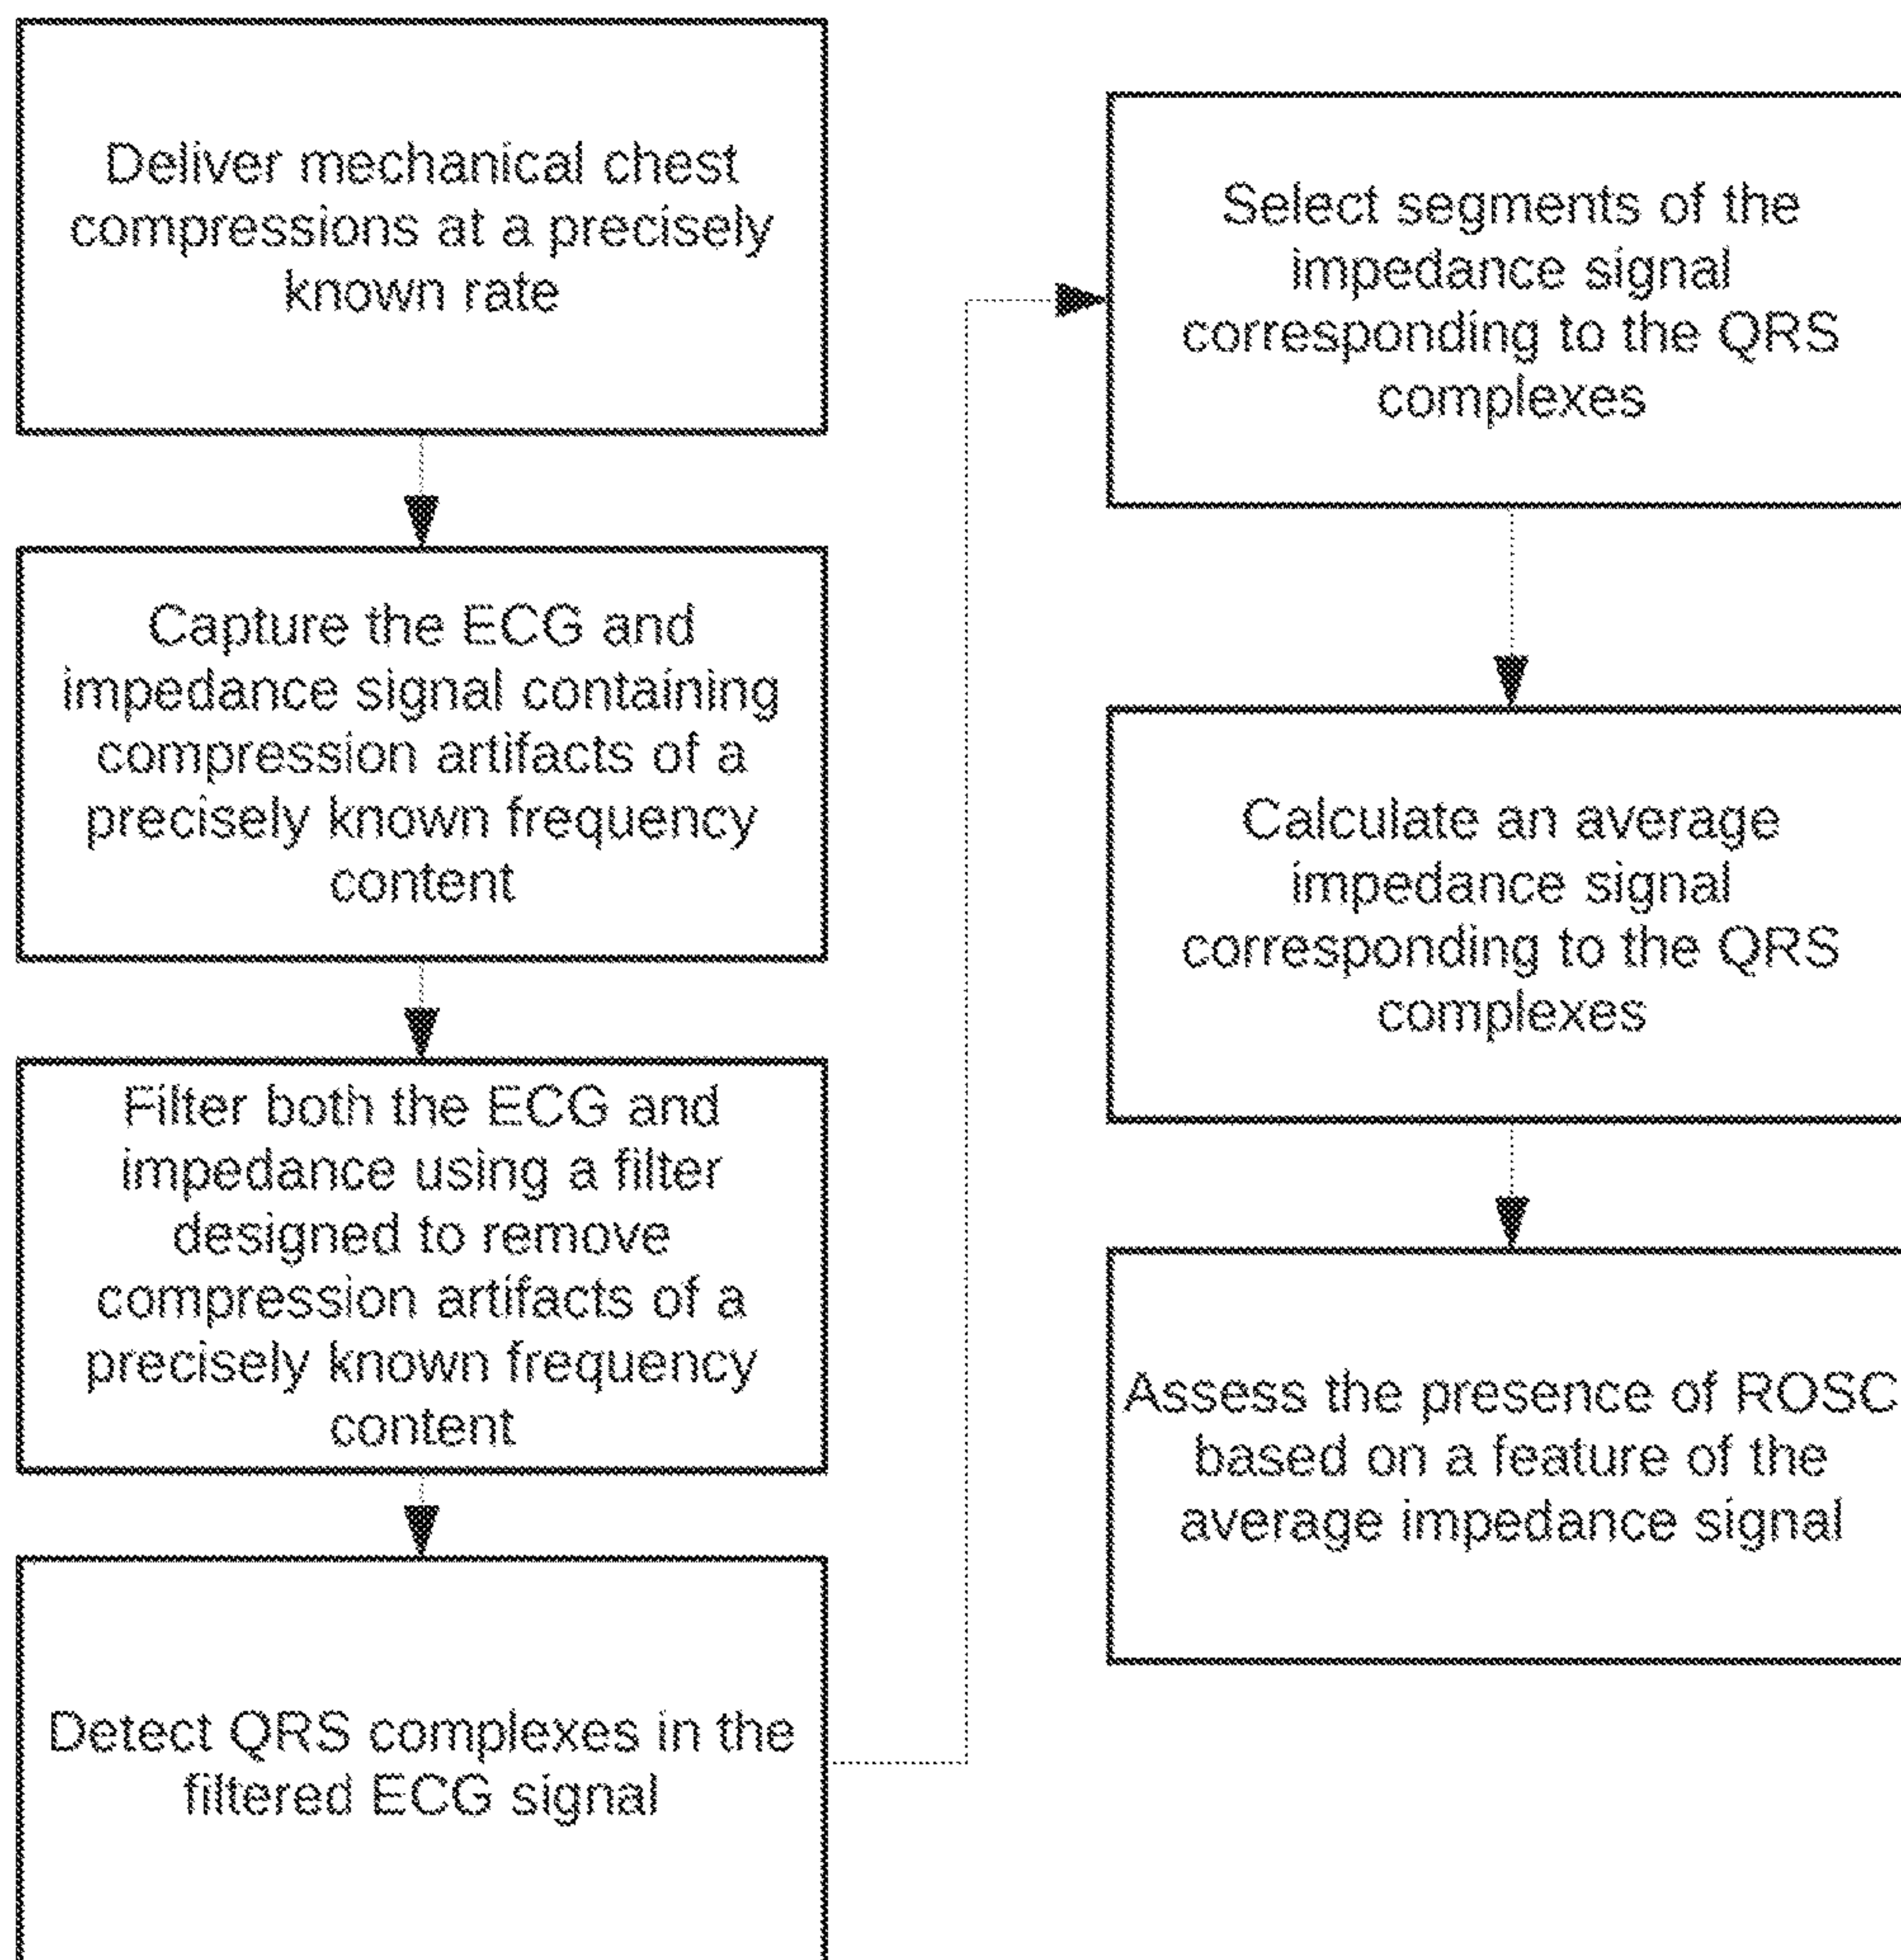 Deliver mechanical chest
compressions at a precisely
known rate
Capture the ECG and
impedance signal containing
compression artifacts of a
precisely known frequency
content
Filter both the ECG and
impedance using a filter
designed to remove
compression artifacts of a
precisely known frequency
content
Detect QRS complexes in the
filtered ECG signal
Select segments of the
impedance signal
corresponding to the QRS
complexes
Calculate an average
impedance signal
corresponding to the QRS
complexes
Assess the presence of ROSC
based on a feature of the
average impedance signal